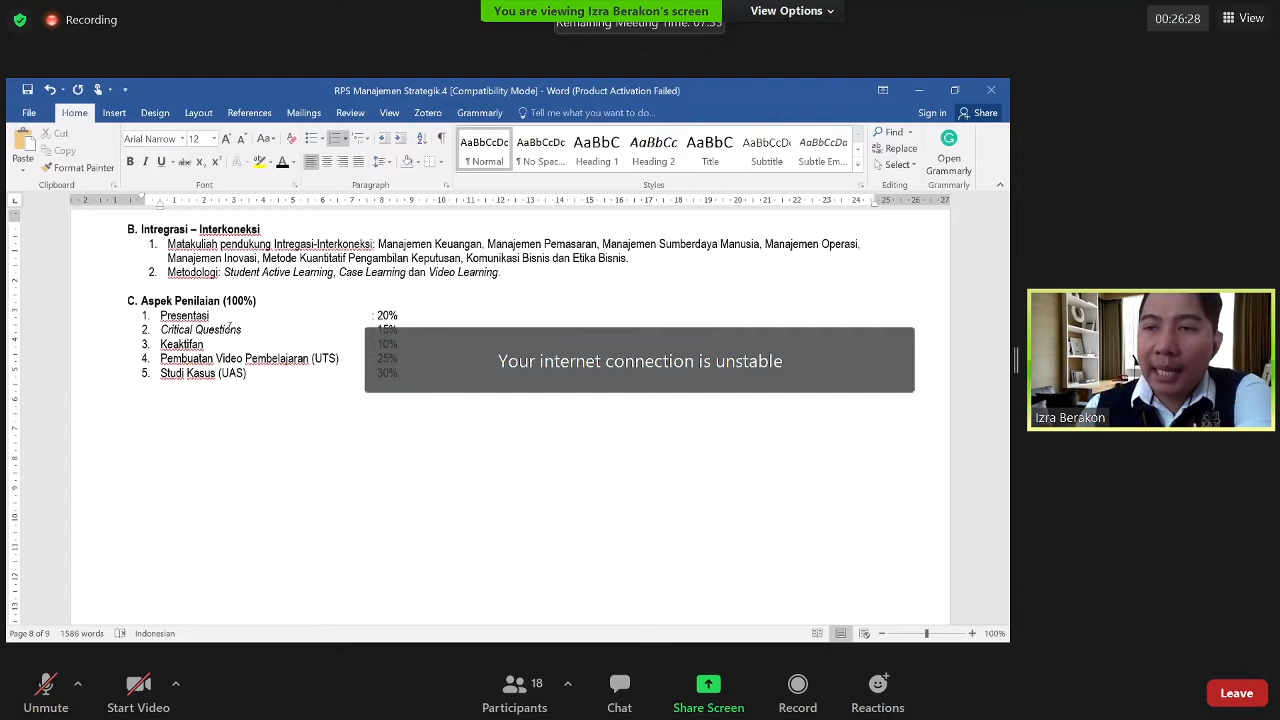 Recording
You are viewing Izra Berakon's screen
View Options
00:26:28
View
RPS Manajemen Strategik.4 [Compatibility Mode] - Word (Product Activation Failed)
File Home Insert Design Layout References Mailings Review View Zotero Grammarly Tell me what you want to do... Sign in Share
Paste
Cut
Copy
Format Painter
Arial Narrow 12
AaBbCcDc AaBbCcDc AaBbC AaBbCc AaBbC AaBbCcDc AaBbCcDc
¶ Normal ¶ No Spac... Heading 1 Heading 2 Title Subtitle Subtle Em...
Find
Replace
Select
Open
Grammarly
Clipboard Font Paragraph Styles Editing Grammarly
B. Intregrasi – Interkoneksi
1. Matakuliah pendukung Intregasi-Interkoneksi: Manajemen Keuangan, Manajemen Pemasaran, Manajemen Sumberdaya Manusia, Manajemen Operasi,
Manajemen Inovasi, Metode Kuantitatif Pengambilan Keputusan, Komunikasi Bisnis dan Etika Bisnis.
2. Metodologi: Student Active Learning, Case Learning dan Video Learning.
C. Aspek Penilaian (100%)
1. Presentasi : 20%
2. Critical Questions : 15%
3. Keaktifan : 10%
4. Pembuatan Video Pembelajaran (UTS) : 25%
5. Studi Kasus (UAS) : 30%
Your internet connection is unstable
Izra Berakon
Page 8 of 9 1586 words Indonesian 100%
Unmute Start Video Participants 18 Chat Share Screen Record Reactions Leave